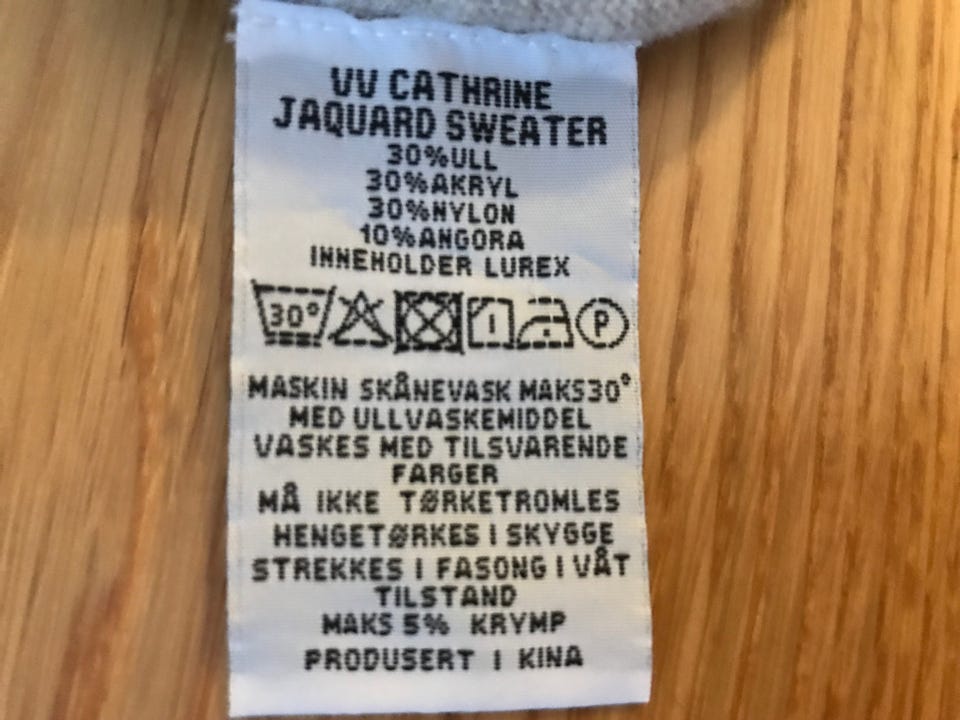 VV CATHRINE
JAQUARD SWEATER
30%ULL
30%AKRYL
30%NYLON
10%ANGORA
INNEHOLDER LUREX
30° P
MASKIN SKÅNEVASK MAKS30°
MED ULLVASKEMIDDEL
VASKES MED TILSVARENDE
FARGER
MÅ IKKE TØRKETROMLES
HENGETØRKES I SKYGGE
STREKKES I FASONG I VÅT
TILSTAND
MAKS 5% KRYMP
PRODUSERT I KINA